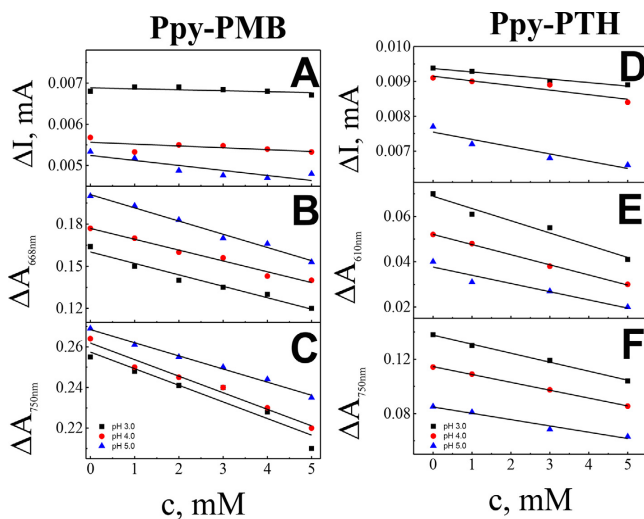 Ppy-PMB
Ppy-PTH
A
ΔI, mA
0.007
0.006
0.005
B
ΔA668nm
0.18
0.15
0.12
C
ΔA750nm
0.26
0.24
0.22
pH 3.0
pH 4.0
pH 5.0
0 1 2 3 4 5
c, mM
D
ΔI, mA
0.010
0.009
0.008
0.007
E
ΔA610nm
0.06
0.04
0.02
F
ΔA750nm
0.12
0.08
pH 3.0
pH 4.0
pH 5.0
0 1 2 3 4 5
c, mM